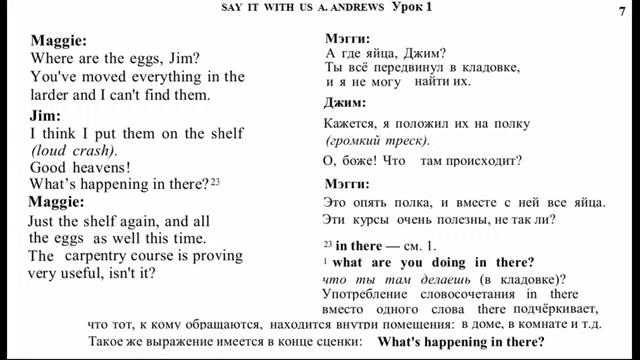 SAY IT WITH US A. ANDREWS Урок 1
7
Maggie:
Where are the eggs, Jim?
You've moved everything in the
larder and I can't find them.
Jim:
I think I put them on the shelf
(loud crash).
Good heavens!
What's happening in there?23
Maggie:
Just the shelf again, and all
the eggs as well this time.
The carpentry course is proving
very useful, isn't it?
Мэгги:
А где яйца, Джим?
Ты всё передвинул в кладовке,
и я не могу найти их.
Джим:
Кажется, я положил их на полку
(громкий треск).
О, боже! Что там происходит?
Мэгги:
Это опять полка, и вместе с ней все яйца.
Эти курсы очень полезны, не так ли?
23 in there — см. 1.
1 what are you doing in there?
что ты там делаешь (в кладовке)?
Употребление словосочетания in there
вместо одного слова there подчёркивает,
что тот, к кому обращаются, находится внутри помещения: в доме, в комнате и т.д.
Такое же выражение имеется в конце сценки: What's happening in there?